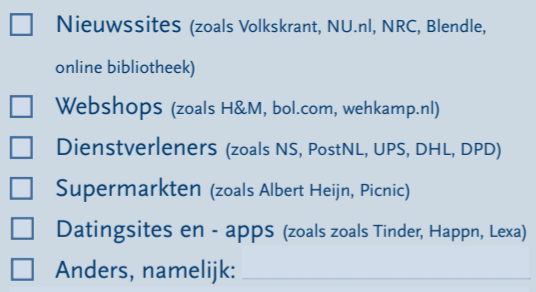 Nieuwssites (zoals Volkskrant, NU.nl, NRC, Blendle,
online bibliotheek)
Webshops (zoals H&M, bol.com, wehkamp.nl)
Dienstverleners (zoals NS, PostNL, UPS, DHL, DPD)
Supermarkten (zoals Albert Heijn, Picnic)
Datingsites en - apps (zoals zoals Tinder, Happn, Lexa)
Anders, namelijk: